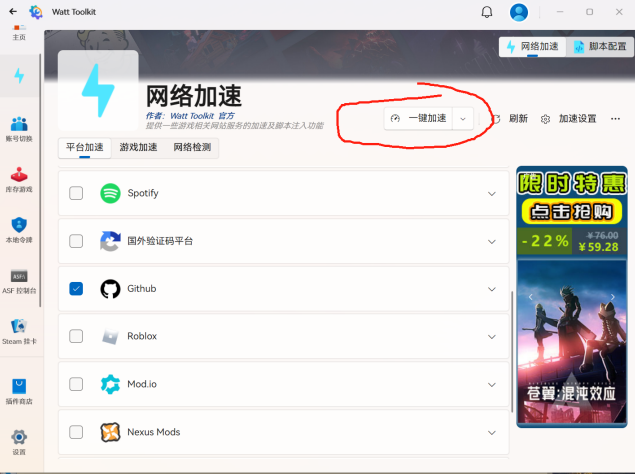 Watt Toolkit
主页
网络加速
脚本配置
网络加速
作者： Watt Toolkit 官方
提供一些游戏相关网站服务的加速及脚本注入功能
一键加速
刷新
加速设置
平台加速
游戏加速
网络检测
账号切换
库存游戏
本地令牌
ASF 控制台
Steam 挂卡
插件商店
设置
Spotify
国外验证码平台
Github
Roblox
Mod.io
Nexus Mods
限时特惠
点击抢购
-22%
¥76.00
¥59.28
苍翼:混沌效应